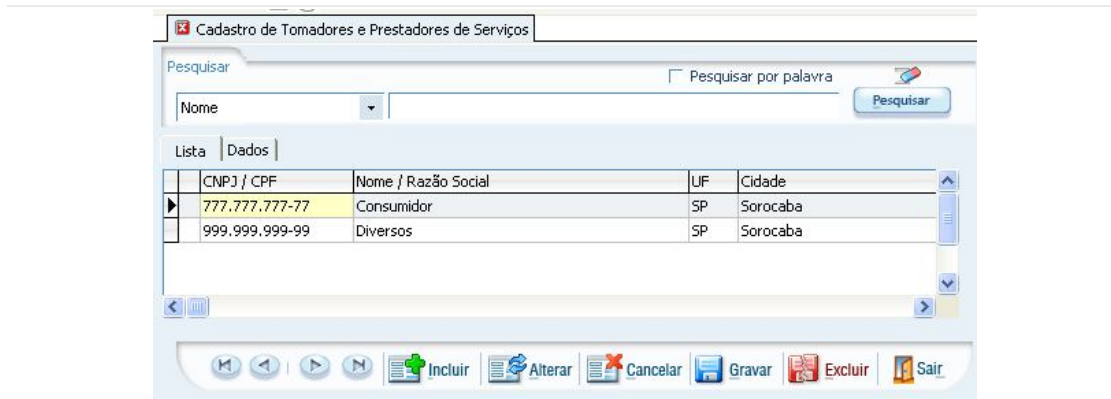 Cadastro de Tomadores e Prestadores de Serviços
Pesquisar
Pesquisar por palavra
Nome
Pesquisar
Lista Dados
CNPJ / CPF Nome / Razão Social UF Cidade
777.777.777-77 Consumidor SP Sorocaba
999.999.999-99 Diversos SP Sorocaba
Incluir Alterar Cancelar Gravar Excluir Sair